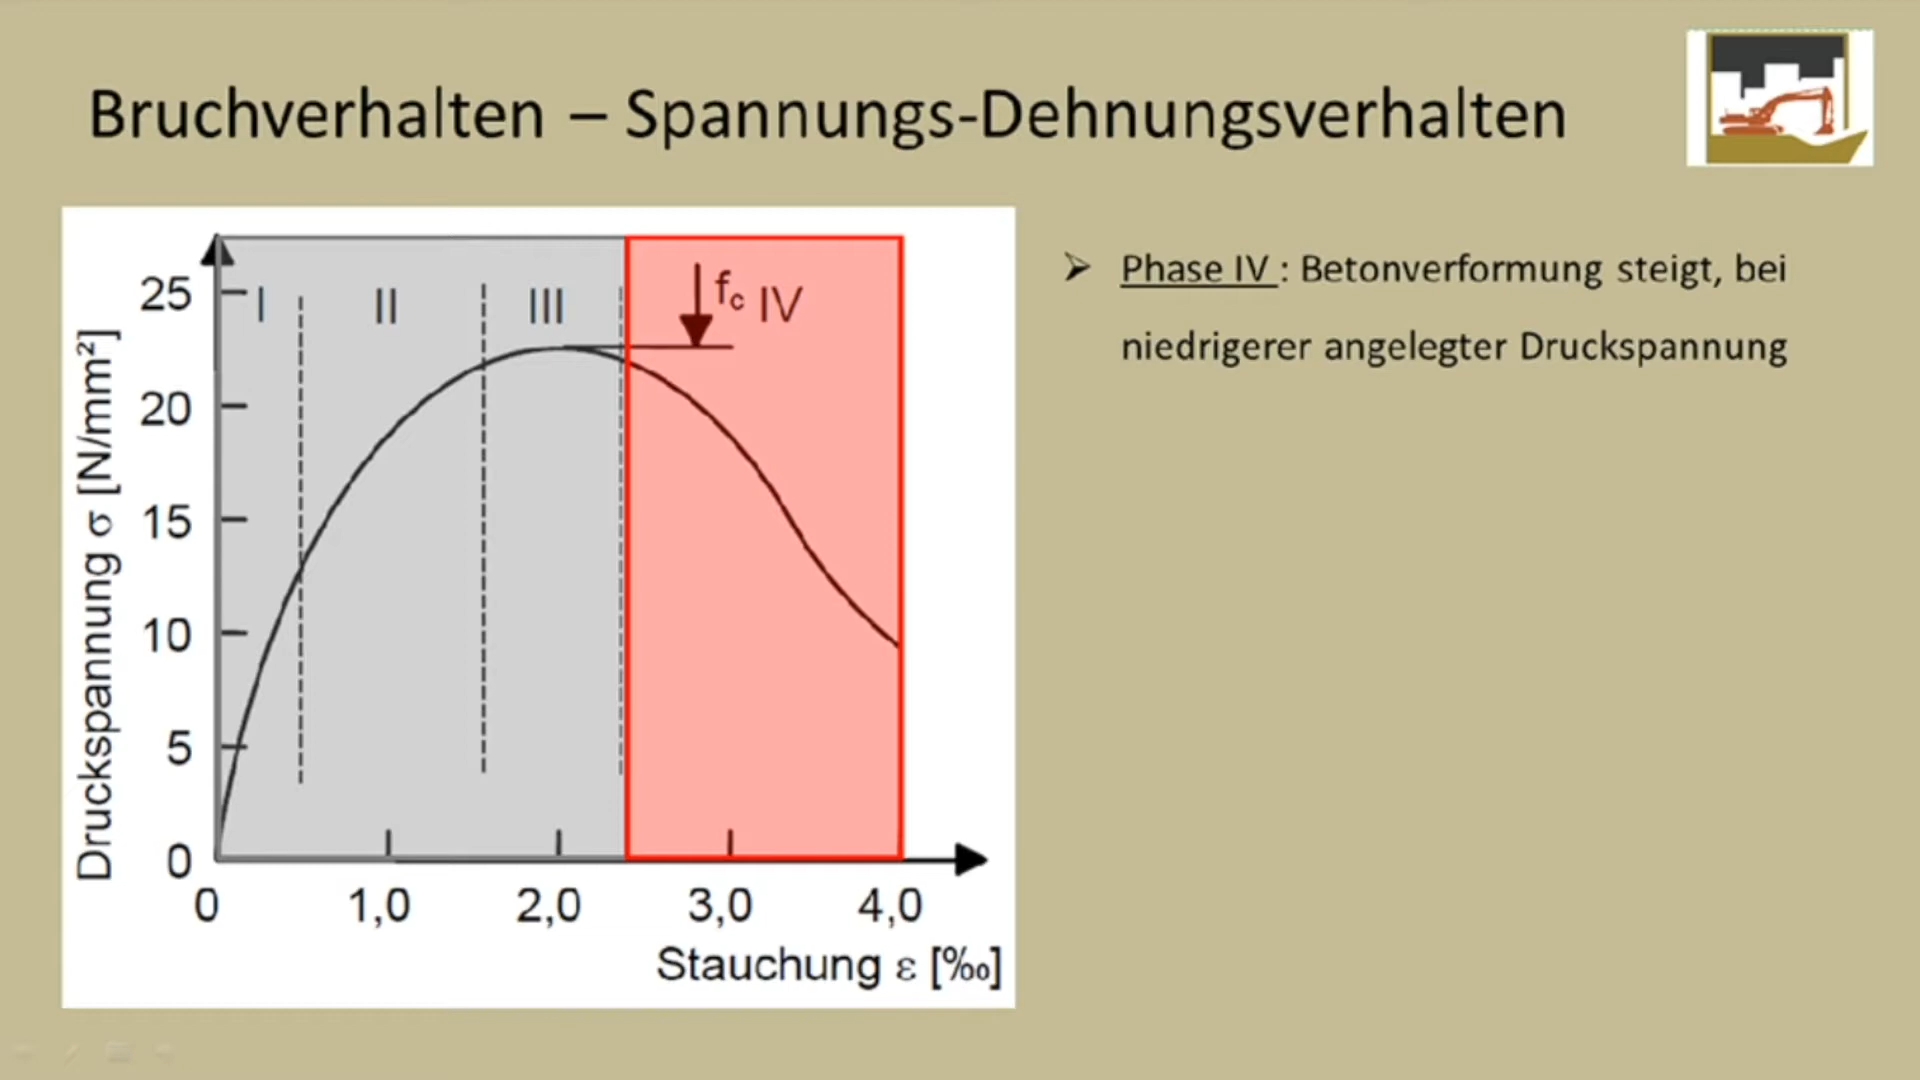 Bruchverhalten – Spannungs-Dehnungsverhalten
Phase IV : Betonverformung steigt, bei
niedrigerer angelegter Druckspannung
Druckspannung σ [N/mm²]
25
20
15
10
5
0
I
II
III
fc IV
0
1,0
2,0
3,0
4,0
Stauchung ε [‰]